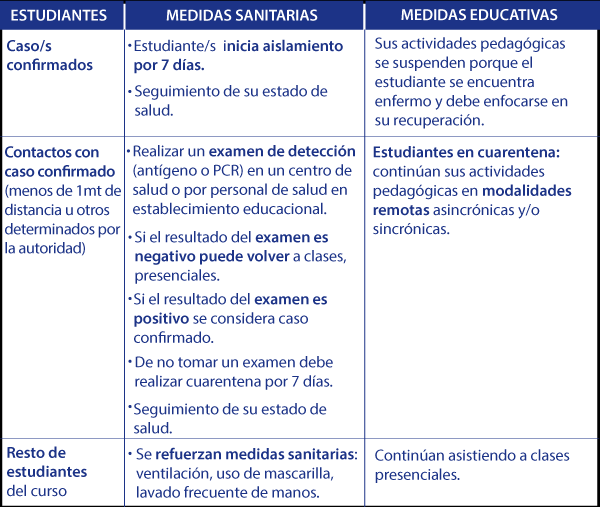 ESTUDIANTES
MEDIDAS SANITARIAS
MEDIDAS EDUCATIVAS
Caso/s
confirmados
•Estudiante/s inicia aislamiento
por 7 días.
•Seguimiento de su estado de
salud.
Sus actividades pedagógicas
se suspenden porque el
estudiante se encuentra
enfermo y debe enfocarse en
su recuperación.
Contactos con
caso confirmado
(menos de 1mt de
distancia u otros
determinados por
la autoridad)
•Realizar un examen de detección
(antígeno o PCR) en un centro de
salud o por personal de salud en
establecimiento educacional.
•Si el resultado del examen es
negativo puede volver a clases,
presenciales.
•Si el resultado del examen es
positivo se considera caso
confirmado.
•De no tomar un examen debe
realizar cuarentena por 7 días.
•Seguimiento de su estado de
salud.
Estudiantes en cuarentena:
continúan sus actividades
pedagógicas en modalidades
remotas asincrónicas y/o
sincrónicas.
Resto de
estudiantes
del curso
• Se refuerzan medidas sanitarias:
ventilación, uso de mascarilla,
lavado frecuente de manos.
Continúan asistiendo a clases
presenciales.